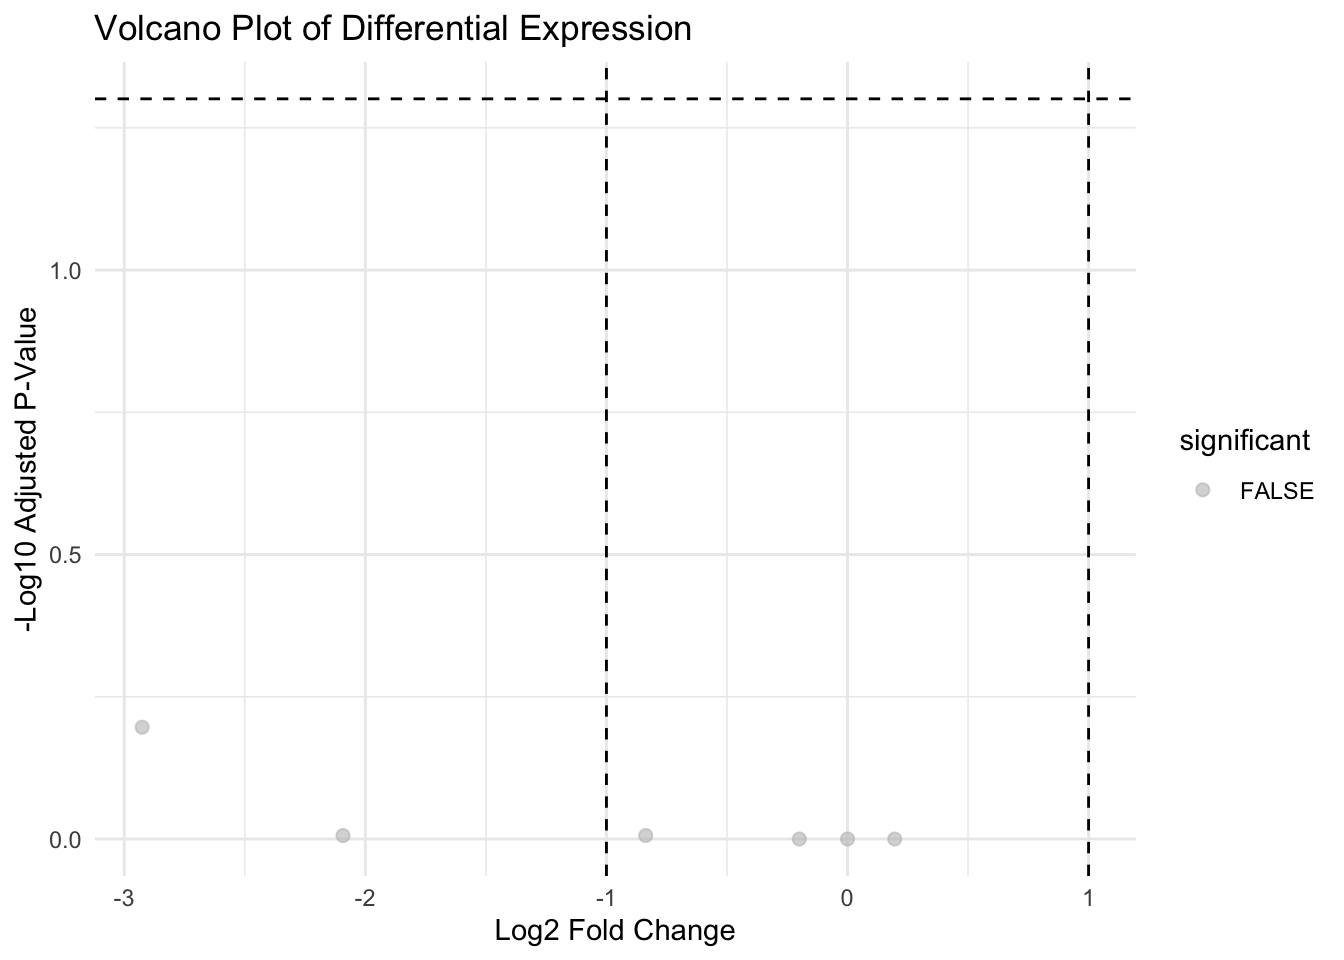 Volcano Plot of Differential Expression
-Log10 Adjusted P-Value
1.0
0.5
0.0
-3
-2
-1
0
1
Log2 Fold Change
significant
FALSE